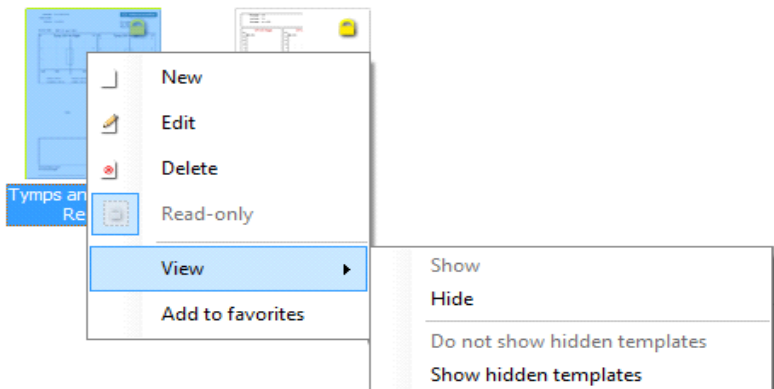 New
Edit
Delete
Tymps an
Re
Read-only
View
Add to favorites
Show
Hide
Do not show hidden templates
Show hidden templates